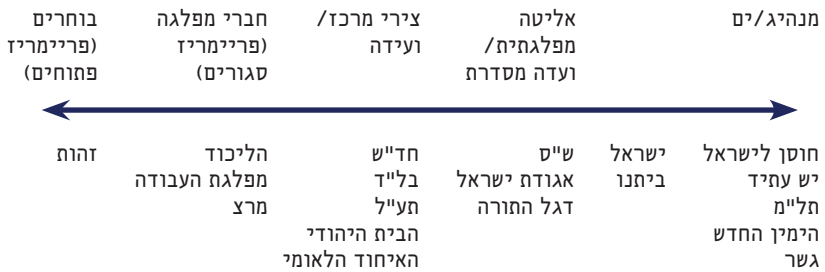 מנהיג/ים
אליטה
מפלגתית/
ועדה מסדרת
צירי מרכז/
ועידה
חברי מפלגה
(פריימריז
סגורים)
בוחרים
(פריימריז
פתוחים)
חוסן לישראל
יש עתיד
תל"מ
הימין החדש
גשר
ישראל
ביתנו
ש"ס
אגודת ישראל
דגל התורה
חד"ש
בל"ד
תע"ל
הבית היהודי
האיחוד הלאומי
הליכוד
מפלגת העבודה
מרצ
זהות